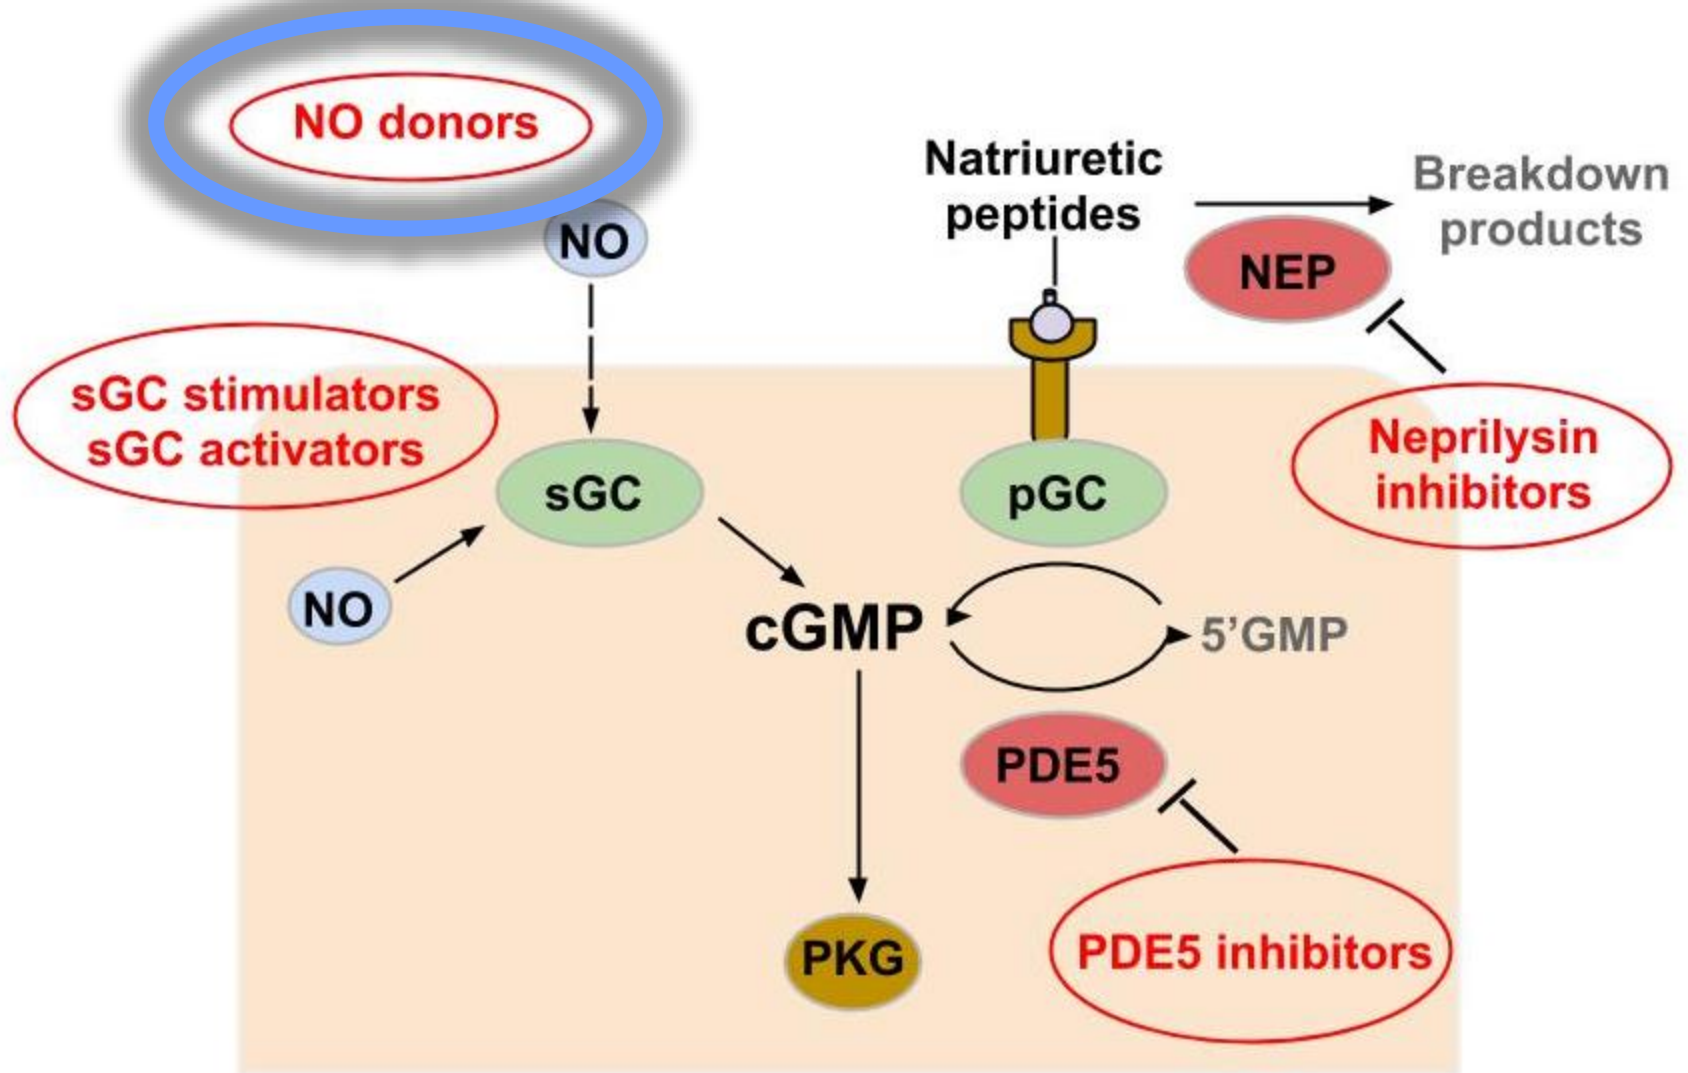 NO donors
Natriuretic
peptides
Breakdown
products
NO
NEP
sGC stimulators
sGC activators
Neprilysin
inhibitors
sGC
pGC
NO
cGMP
5’GMP
PDE5
PKG
PDE5 inhibitors